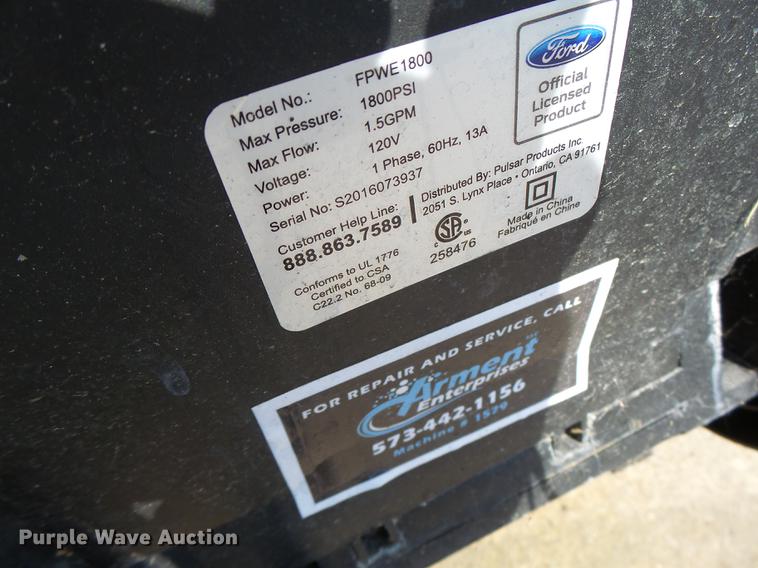 Model No.: FPWE1800
Max Pressure: 1800PSI
Max Flow: 1.5GPM
Voltage: 120V
Power: 1 Phase, 60Hz, 13A
Serial No: S2016073937
Ford
Official
Licensed
Product
Customer Help Line:
888.863.7589
Distributed By: Pulsar Products Inc.
2051 S. Lynx Place • Ontario, CA 91761
Conforms to UL 1776
Certified to CSA
C22.2 No. 68-09
CSA
C US
258476
Made in China
Fabriqué en Chine
FOR REPAIR AND SERVICE, CALL
Arment
Enterprises
573-442-1156
Machine # 1579
Purple Wave Auction